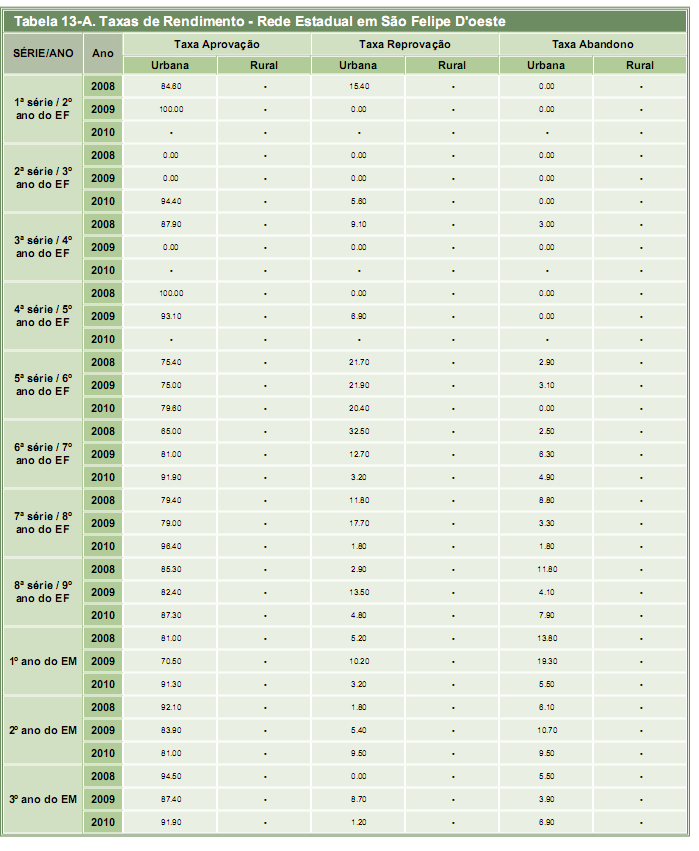 Tabela 13-A. Taxas de Rendimento - Rede Estadual em São Felipe D'oeste
SÉRIE/ANO Ano Taxa Aprovação Taxa Reprovação Taxa Abandono
Urbana Rural Urbana Rural Urbana Rural
1ª série / 2º ano do EF
2008 84.60 • 15.40 • 0.00 •
2009 100.00 • 0.00 • 0.00 •
2010 • • • • • •
2ª série / 3º ano do EF
2008 0.00 • 0.00 • 0.00 •
2009 0.00 • 0.00 • 0.00 •
2010 94.40 • 5.60 • 0.00 •
3ª série / 4º ano do EF
2008 87.90 • 9.10 • 3.00 •
2009 0.00 • 0.00 • 0.00 •
2010 • • • • • •
4ª série / 5º ano do EF
2008 100.00 • 0.00 • 0.00 •
2009 93.10 • 6.90 • 0.00 •
2010 • • • • • •
5ª série / 6º ano do EF
2008 75.40 • 21.70 • 2.90 •
2009 75.00 • 21.90 • 3.10 •
2010 79.60 • 20.40 • 0.00 •
6ª série / 7º ano do EF
2008 65.00 • 32.50 • 2.50 •
2009 81.00 • 12.70 • 6.30 •
2010 91.90 • 3.20 • 4.90 •
7ª série / 8º ano do EF
2008 79.40 • 11.80 • 8.80 •
2009 79.00 • 17.70 • 3.30 •
2010 96.40 • 1.80 • 1.80 •
8ª série / 9º ano do EF
2008 85.30 • 2.90 • 11.80 •
2009 82.40 • 13.50 • 4.10 •
2010 87.30 • 4.80 • 7.90 •
1º ano do EM
2008 81.00 • 5.20 • 13.80 •
2009 70.50 • 10.20 • 19.30 •
2010 91.30 • 3.20 • 5.50 •
2º ano do EM
2008 92.10 • 1.80 • 6.10 •
2009 83.90 • 5.40 • 10.70 •
2010 81.00 • 9.50 • 9.50 •
3º ano do EM
2008 94.50 • 0.00 • 5.50 •
2009 87.40 • 8.70 • 3.90 •
2010 91.90 • 1.20 • 6.90 •